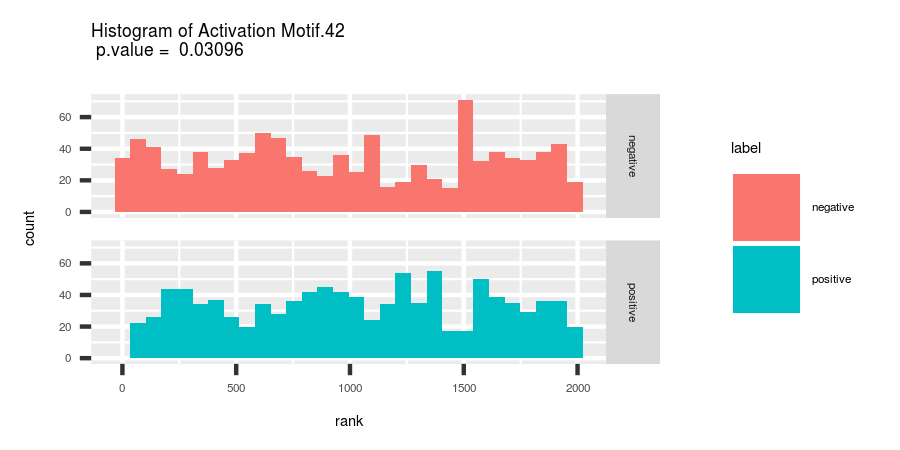 Histogram of Activation Motif.42
p.value = 0.03096
count
60
40
20
0
negative
60
40
20
0
positive
0 500 1000 1500 2000
rank
label
negative
positive